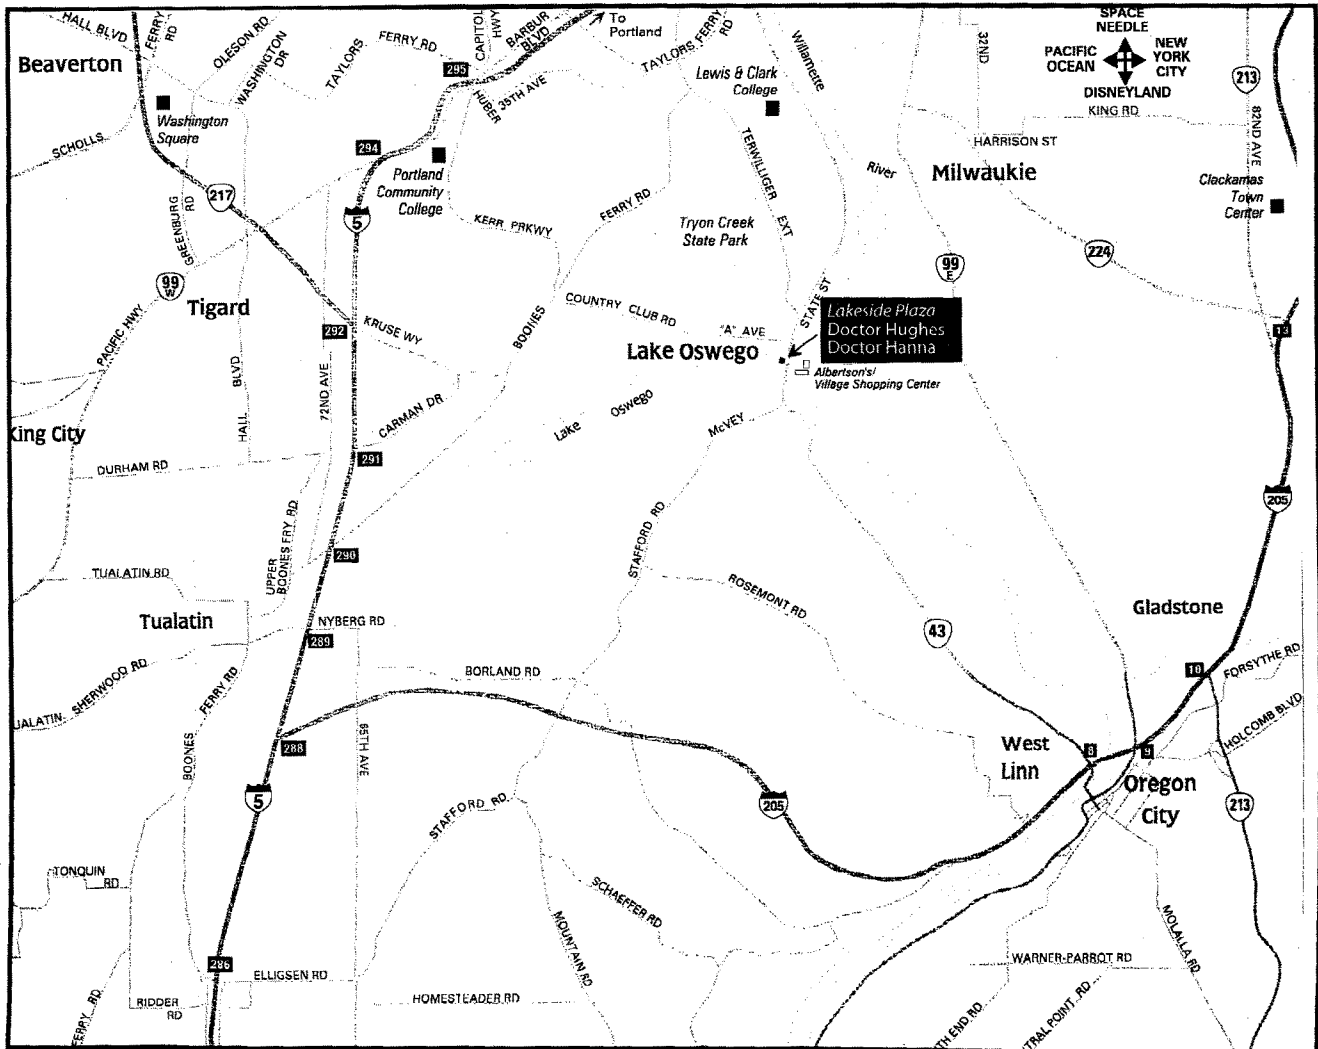 HALL BLVD
FERRY
RD
OLESON RD
WASHINGTON
DR
TAYLORS
FERRY RD
CAPITOL
HWY
BARBUR
BLVD
To
Portland
TAYLORS FERRY
RD
Willamette
32ND
SPACE
NEEDLE
PACIFIC
OCEAN
NEW
YORK
CITY
DISNEYLAND
213
Beaverton
295
HUBER
35TH AVE
Lewis & Clark
College
KING RD
82ND AVE
Washington
Square
SCHOLLS
294
Portland
Community
College
TERWILLIGER
EXT
HARRISON ST
River
Milwaukie
Clackamas
Town
Center
217
GREENBURG
RD
5
KERR PRKWY
FERRY RD
Tryon Creek
State Park
99
W
99
E
224
Tigard
PACIFIC HWY
292
KRUSE WY
BOONES
COUNTRY CLUB RD
"A" AVE
STATE ST
Lakeside Plaza
Doctor Hughes
Doctor Hanna
13
Lake Oswego
Albertson's/
Village Shopping Center
HALL
BLVD
72ND AVE
CARMAN DR
Lake
Oswego
McVEY
King City
DURHAM RD
291
205
UPPER
BOONES FRY RD
290
STAFFORD RD
TUALATIN RD
ROSEMONT RD
Gladstone
Tualatin
NYBERG RD
289
43
BORLAND RD
10
FORSYTHE RD
UALATIN
SHERWOOD RD
FERRY RD
HOLCOMB BLVD
BOONES
288
65TH AVE
West
Linn
8
9
Oregon
City
5
STAFFORD RD
205
213
TONQUIN
RD
SCHAEFFER RD
MOUNTAIN RD
MOLALLA RD
286
ELLIGSEN RD
WARNER-PARROT RD
FERRY RD
RIDDER
RD
HOMESTEADER RD
TH END RD
TRAL POINT RD